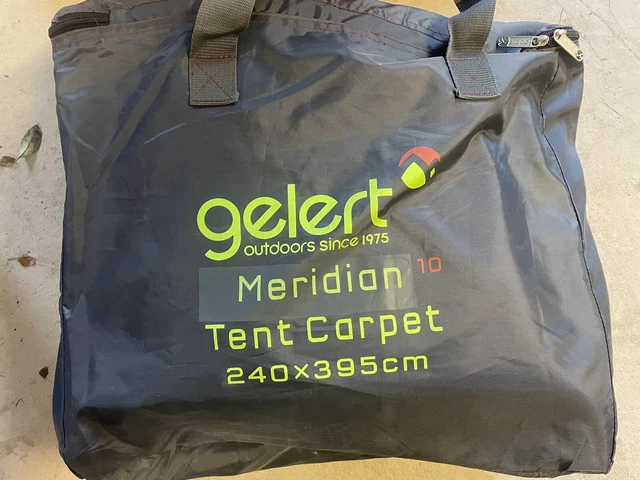 gelert
outdoors since 1975
Meridian 10
Tent Carpet
240x395cm